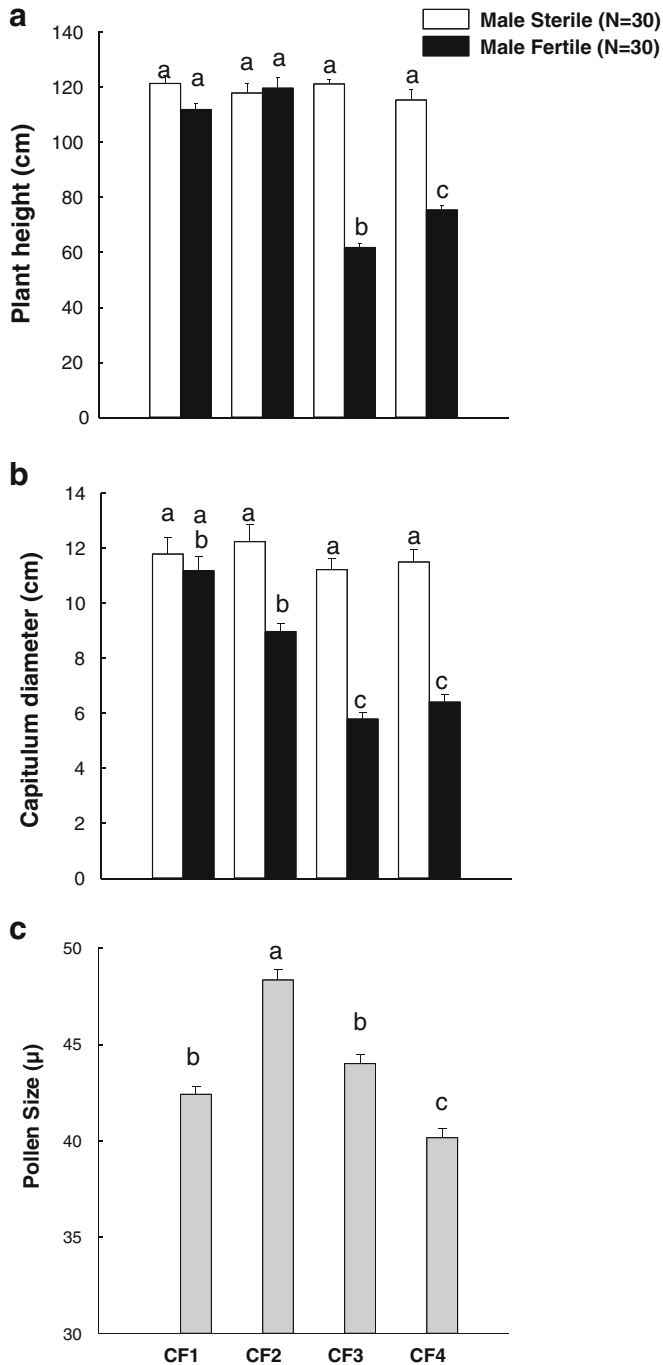 a
Male Sterile (N=30)
Male Fertile (N=30)
Plant height (cm)
140
120
100
80
60
40
20
0
a a a a a b a c
b
Capitulum diameter (cm)
14
12
10
8
6
4
2
0
a a
b a b a c a c
c
Pollen Size (µ)
50
45
40
35
30
b a b c
CF1 CF2 CF3 CF4